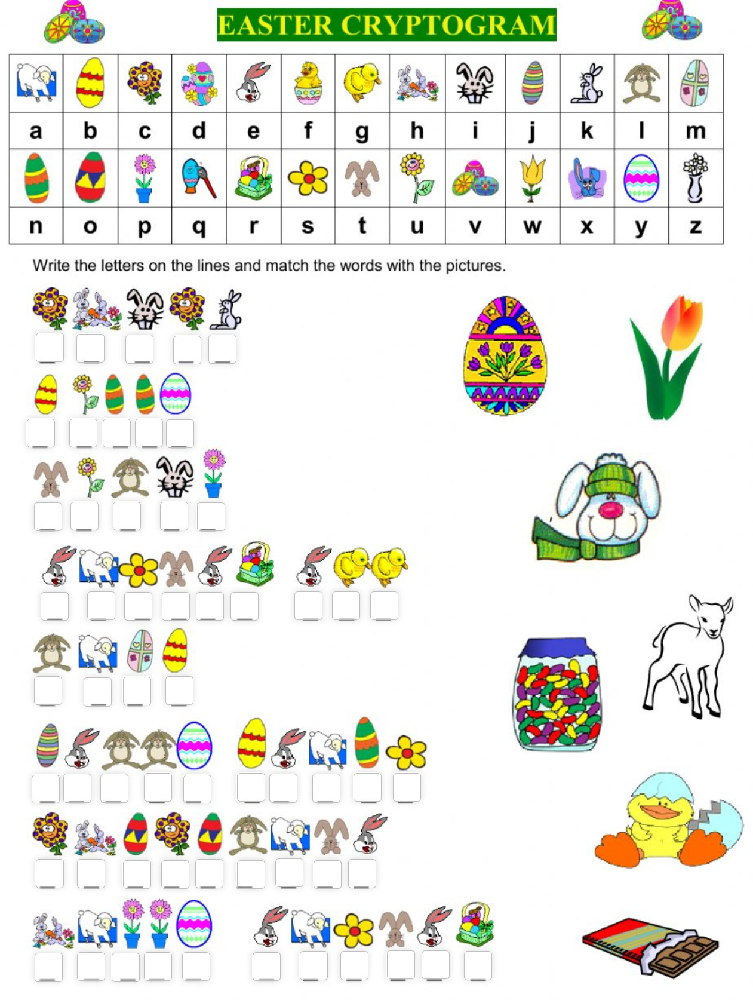 EASTER CRYPTOGRAM
a b c d e f g h i j k l m
n o p q r s t u v w x y z
Write the letters on the lines and match the words with the pictures.